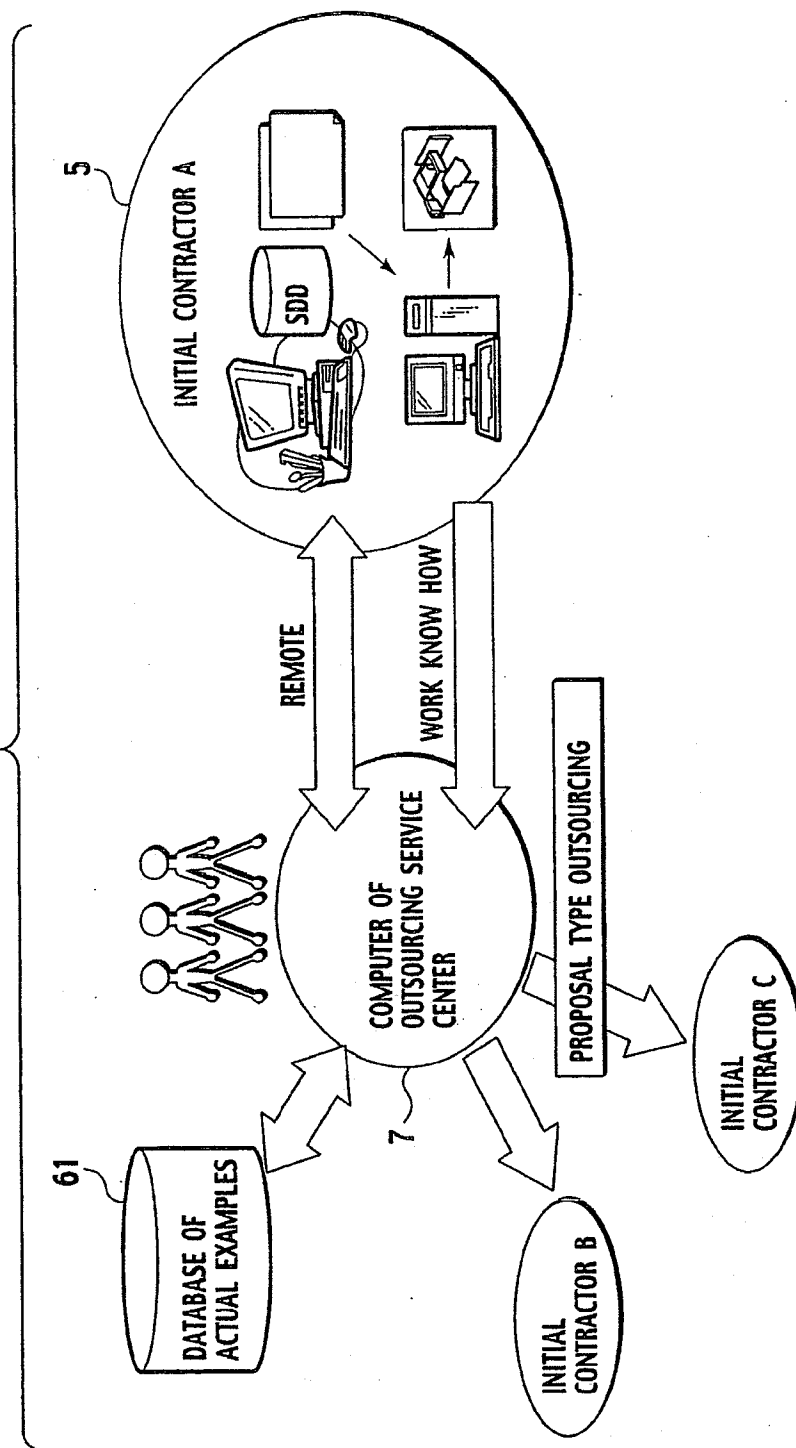 61
DATABASE OF
ACTUAL EXAMPLES
7
COMPUTER OF
OUTSOURCING SERVICE
CENTER
REMOTE
WORK KNOW HOW
5
INITIAL CONTRACTOR A
SDD
INITIAL
CONTRACTOR B
PROPOSAL TYPE OUTSOURCING
INITIAL
CONTRACTOR C